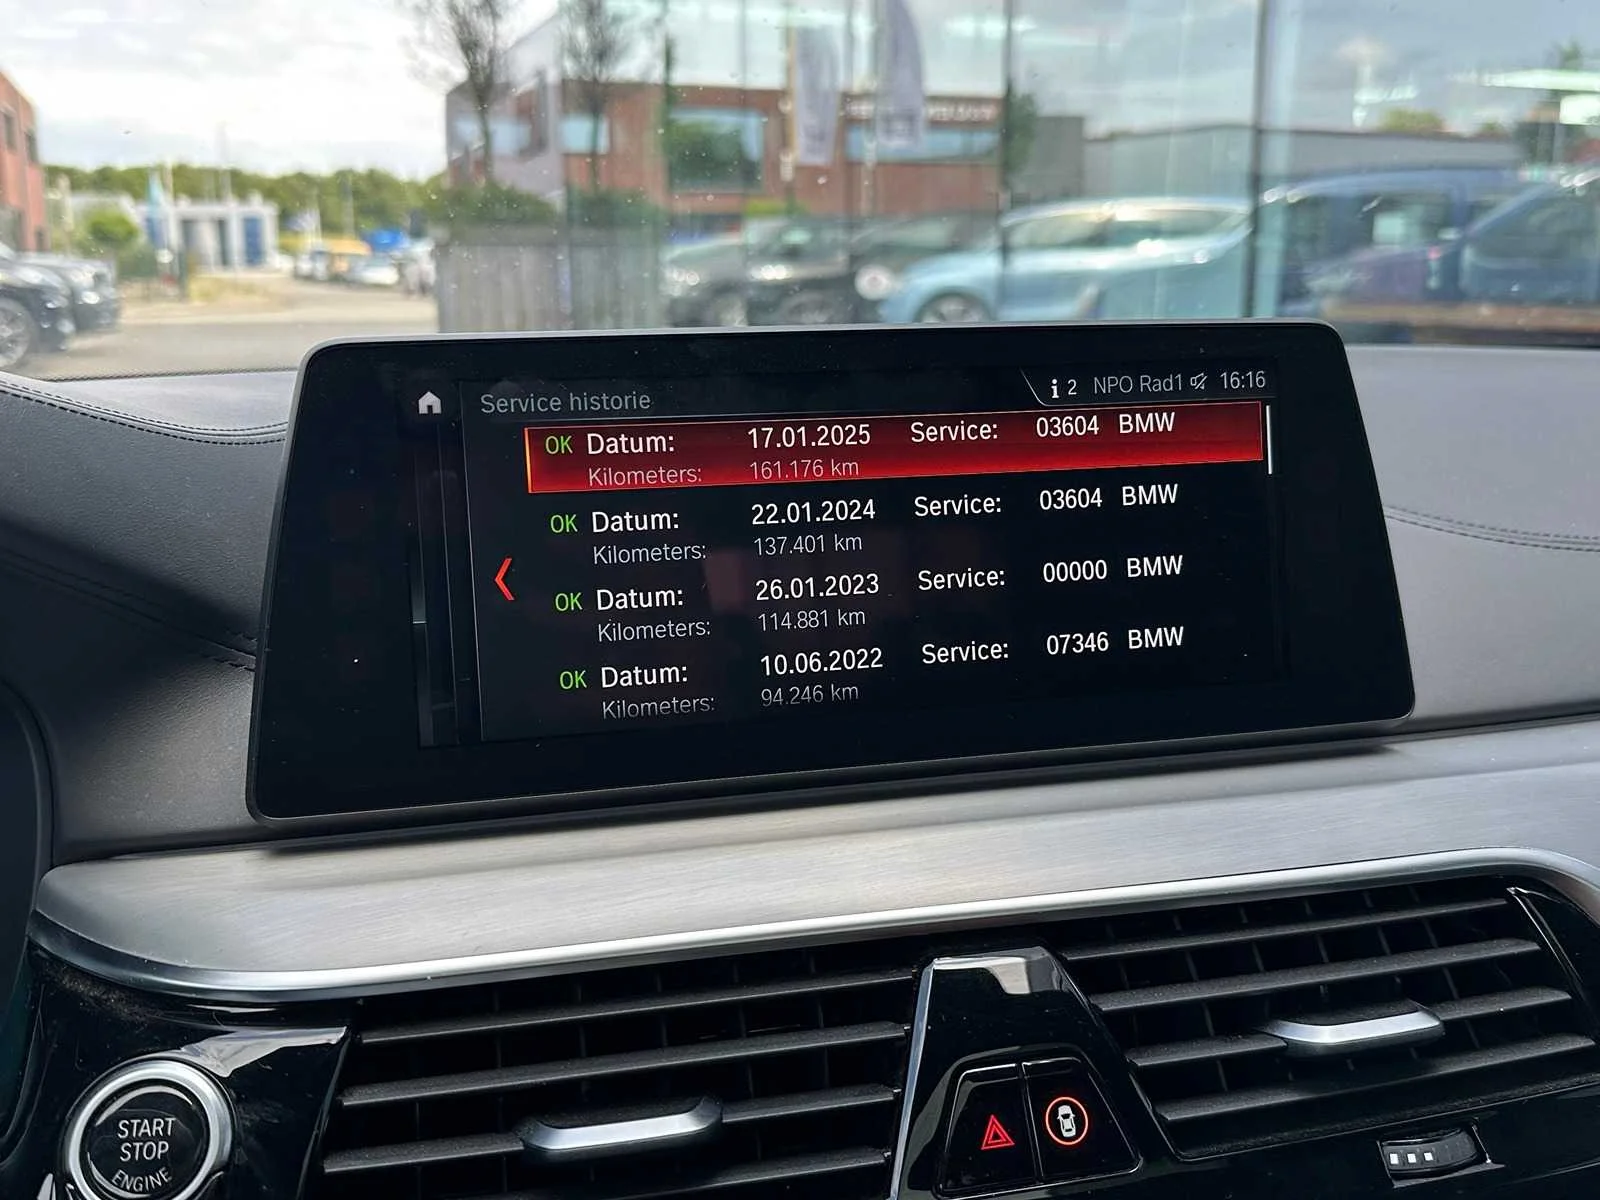 Service historie
2 NPO Rad1 16:16
OK Datum: 17.01.2025 Service: 03604 BMW
Kilometers: 161.176 km
OK Datum: 22.01.2024 Service: 03604 BMW
Kilometers: 137.401 km
OK Datum: 26.01.2023 Service: 00000 BMW
Kilometers: 114.881 km
OK Datum: 10.06.2022 Service: 07346 BMW
Kilometers: 94.246 km
START
STOP
ENGINE